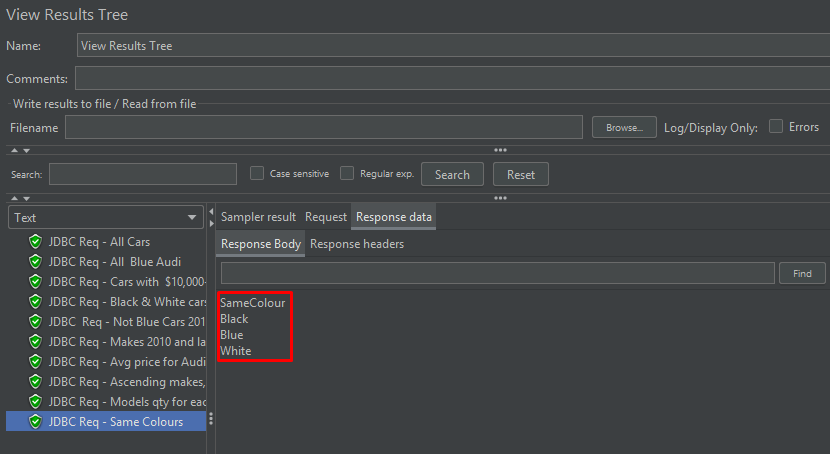 View Results Tree
Name: View Results Tree
Comments:
Write results to file / Read from file
Filename Browse... Log/Display Only: Errors
Search: Case sensitive Regular exp. Search Reset
Text
Sampler result Request Response data
Response Body Response headers
Find
JDBC Req - All Cars
JDBC Req - All  Blue Audi
JDBC Req - Cars with  $10,000-
JDBC Req - Black & White cars
JDBC  Req - Not Blue Cars 201
JDBC Req - Makes 2010 and la
JDBC Req - Avg price for Audi
JDBC Req - Ascending makes,
JDBC Req - Models qty for eac
JDBC Req - Same Colours
SameColour
Black
Blue
White